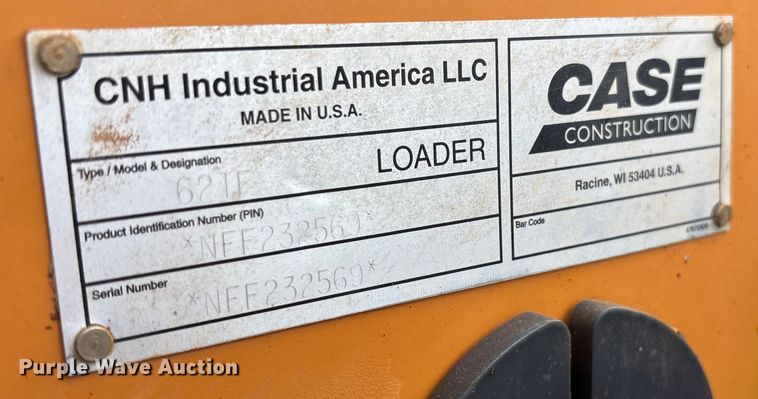 CNH Industrial America LLC
MADE IN U.S.A.
Type / Model & Designation
LOADER
621F
Product Identification Number (PIN)
*NFF232569*
Serial Number
*NFF232569*
CASE
CONSTRUCTION
Racine, WI 53404 U.S.A.
Bar Code
Purple Wave Auction